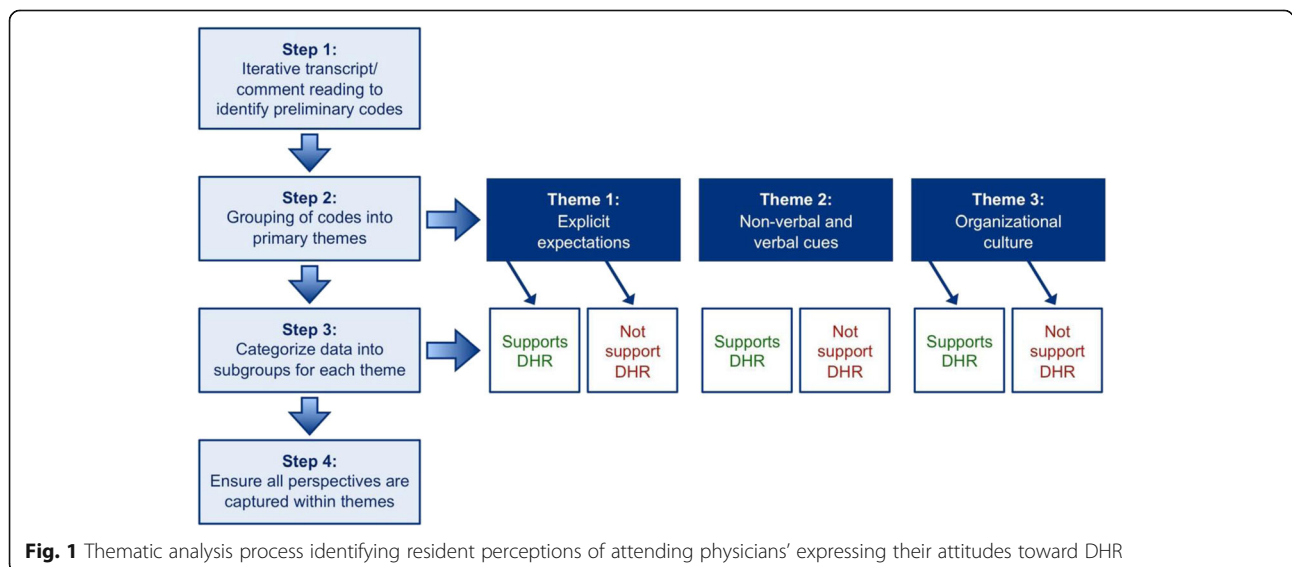 Step 1:
Iterative transcript/
comment reading to
identify preliminary codes
Step 2:
Grouping of codes into
primary themes
Theme 1:
Explicit
expectations
Theme 2:
Non-verbal and
verbal cues
Theme 3:
Organizational
culture
Step 3:
Categorize data into
subgroups for each theme
Supports
DHR
Not
support
DHR
Supports
DHR
Not
support
DHR
Supports
DHR
Not
support
DHR
Step 4:
Ensure all perspectives are
captured within themes
Fig. 1 Thematic analysis process identifying resident perceptions of attending physicians' expressing their attitudes toward DHR